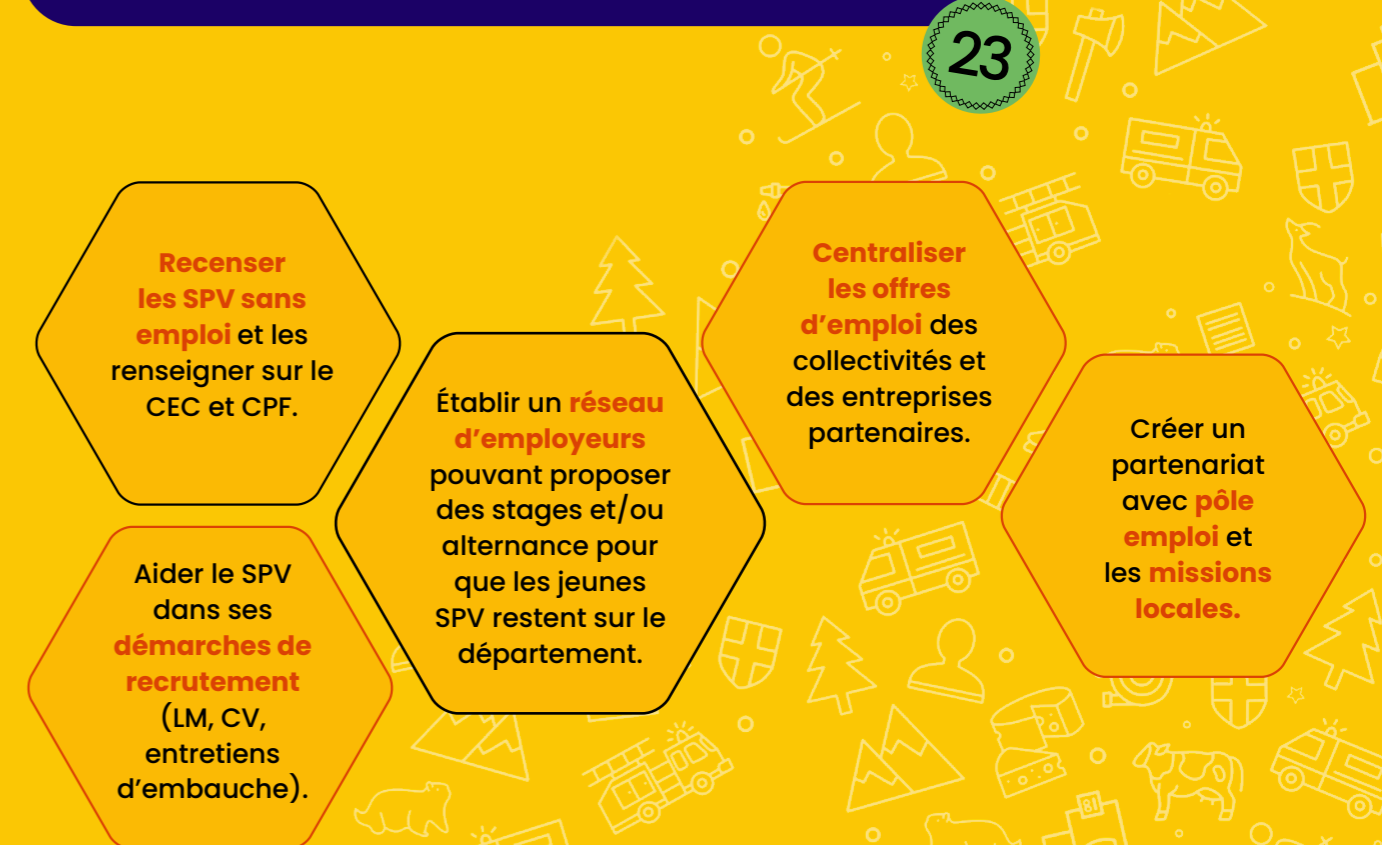 23
Recenser
les SPV sans
emploi et les
renseigner sur le
CEC et CPF.
Aider le SPV
dans ses
démarches de
recrutement
(LM, CV,
entretiens
d’embauche).
Établir un réseau
d’employeurs
pouvant proposer
des stages et/ou
alternance pour
que les jeunes
SPV restent sur le
département.
Centraliser
les offres
d’emploi des
collectivités et
des entreprises
partenaires.
Créer un
partenariat
avec pôle
emploi et
les missions
locales.
81